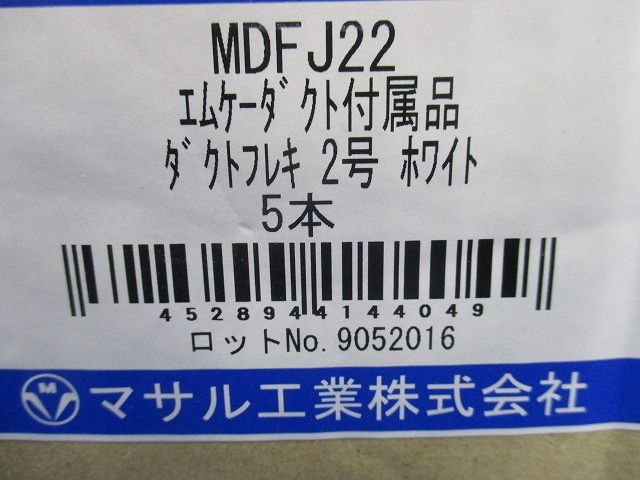 MDFJ22
エムケーダクト付属品
ダクトフレキ 2号 ホワイト
5本
4528944144049
ロットNo.9052016
M マサル工業株式会社